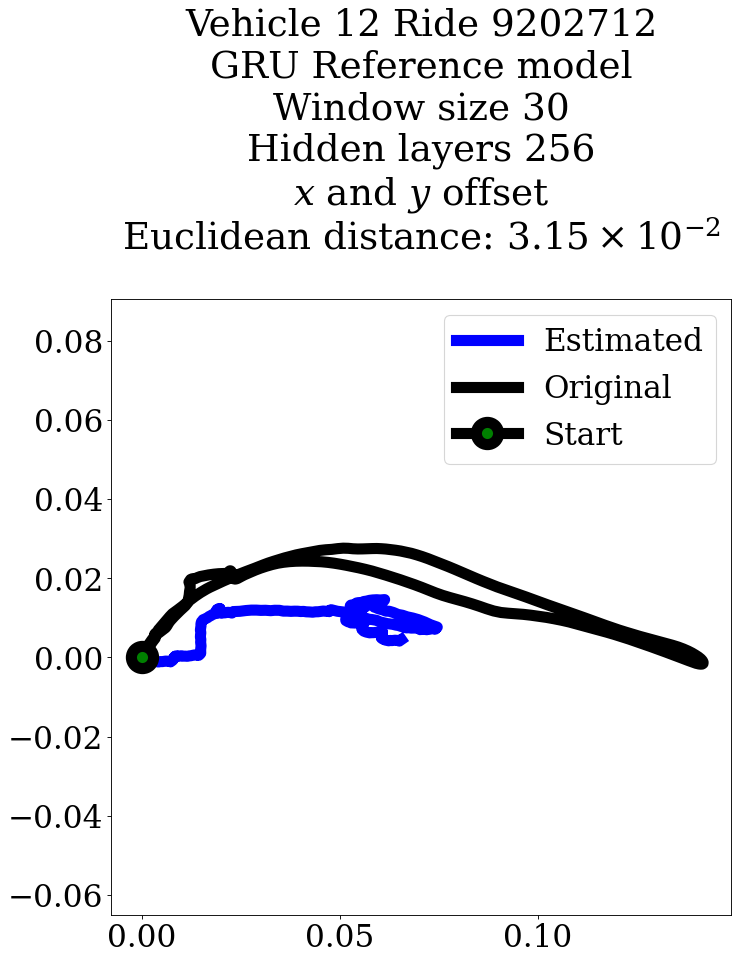 Vehicle 12 Ride 9202712
GRU Reference model
Window size 30
Hidden layers 256
x and y offset
Euclidean distance: 3.15 × 10⁻²
Estimated
Original
Start
0.08
0.06
0.04
0.02
0.00
−0.02
−0.04
−0.06
0.00 0.05 0.10